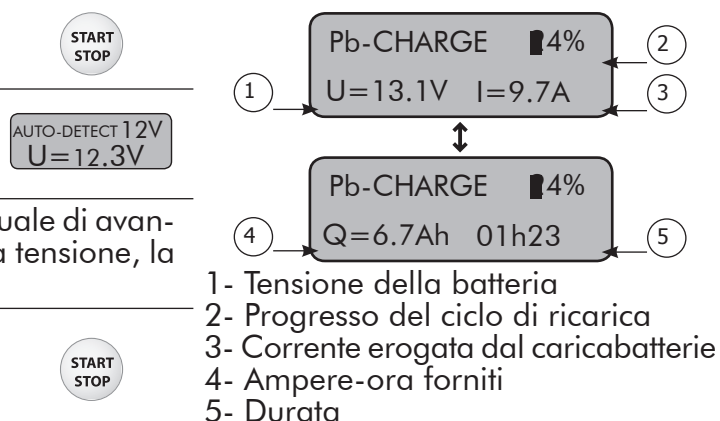 START
STOP
AUTO-DETECT 12V
U=12.3V
uale di avan-
a tensione, la
START
STOP
Pb-CHARGE 4%
1
U=13.1V I=9.7A
2
3
Pb-CHARGE 4%
4
Q=6.7Ah 01h23
5
1- Tensione della batteria
2- Progresso del ciclo di ricarica
3- Corrente erogata dal caricabatterie
4- Ampere-ora forniti
5- Durata